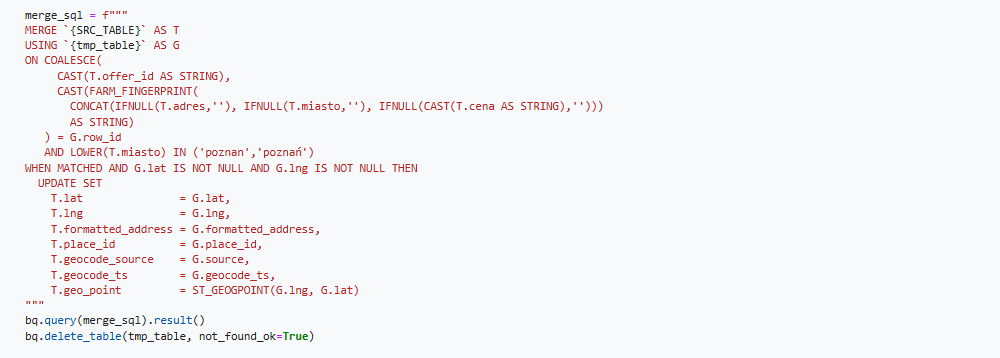 merge_sql = f"""
MERGE `{SRC_TABLE}` AS T
USING `{tmp_table}` AS G
ON COALESCE(
     CAST(T.offer_id AS STRING),
     CAST(FARM_FINGERPRINT(
       CONCAT(IFNULL(T.adres,''), IFNULL(T.miasto,''), IFNULL(CAST(T.cena AS STRING),'')))
       AS STRING)
   ) = G.row_id
   AND LOWER(T.miasto) IN ('poznan','poznań')
WHEN MATCHED AND G.lat IS NOT NULL AND G.lng IS NOT NULL THEN
  UPDATE SET
    T.lat               = G.lat,
    T.lng               = G.lng,
    T.formatted_address = G.formatted_address,
    T.place_id          = G.place_id,
    T.geocode_source    = G.source,
    T.geocode_ts        = G.geocode_ts,
    T.geo_point         = ST_GEOGPOINT(G.lng, G.lat)
"""
bq.query(merge_sql).result()
bq.delete_table(tmp_table, not_found_ok=True)